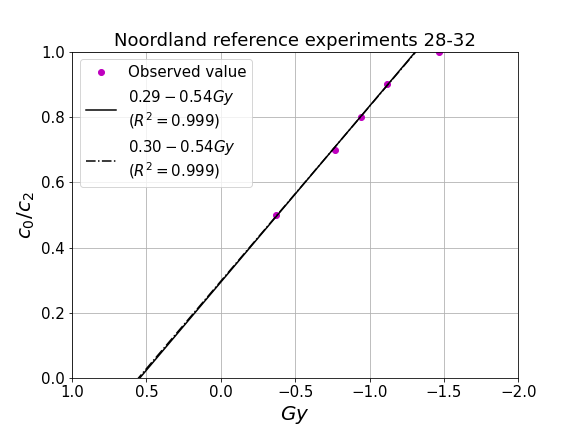 Noordland reference experiments 28-32
1.0
0.8
0.6
0.4
0.2
0.0
c₀/c₂
Observed value
0.29 − 0.54Gy
(R² = 0.999)
0.30 − 0.54Gy
(R² = 0.999)
1.0 0.5 0.0 −0.5 −1.0 −1.5 −2.0
Gy